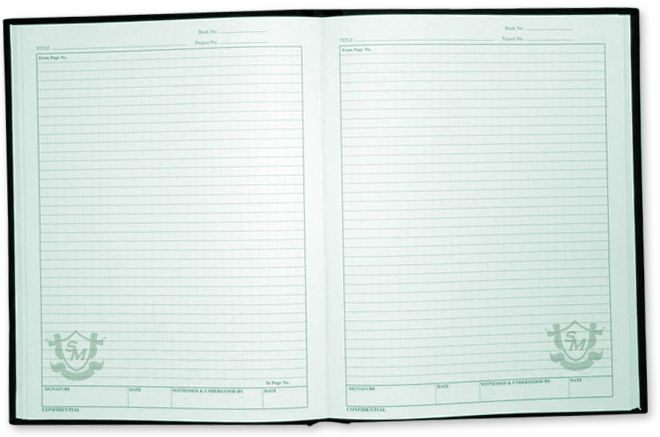 Book No.
TITLE
Project No.
From Page No.
SM
To Page No.
SIGNATURE DATE WITNESSED & UNDERSTOOD BY DATE
CONFIDENTIAL
Book No.
TITLE
Project No.
From Page No.
SM
SIGNATURE DATE WITNESSED & UNDERSTOOD BY DATE
CONFIDENTIAL